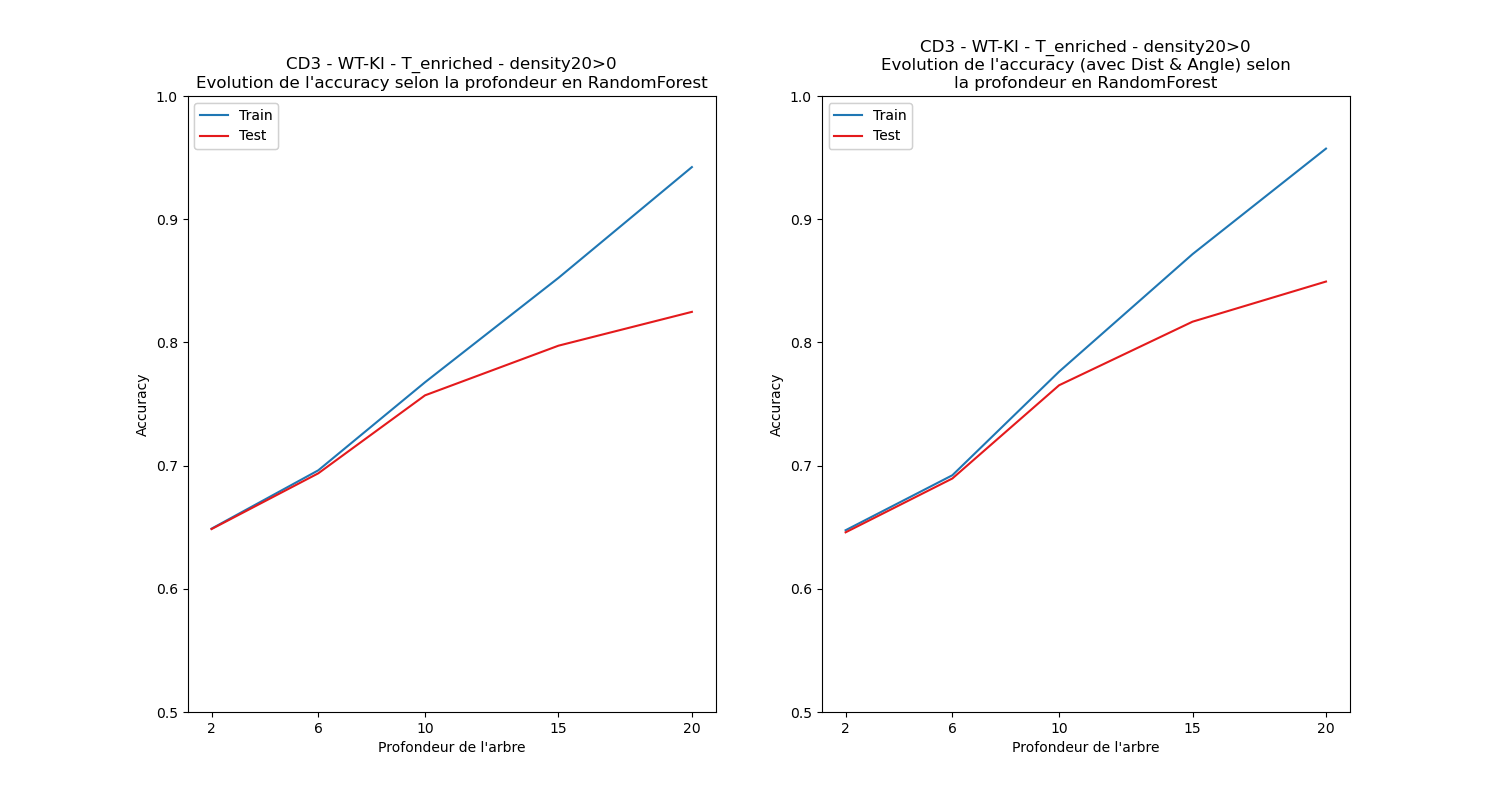 CD3 - WT-KI - T_enriched - density20>0
Evolution de l'accuracy selon la profondeur en RandomForest
1.0
0.9
0.8
0.7
0.6
0.5
Accuracy
Train
Test
2
6
10
15
20
Profondeur de l'arbre
CD3 - WT-KI - T_enriched - density20>0
Evolution de l'accuracy (avec Dist & Angle) selon
la profondeur en RandomForest
1.0
0.9
0.8
0.7
0.6
0.5
Accuracy
Train
Test
2
6
10
15
20
Profondeur de l'arbre